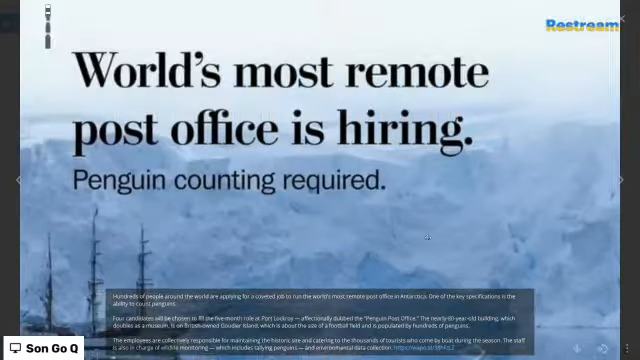 Restream
World's most remote
post office is hiring.
Penguin counting required.
Hundreds of people around the world are applying for a coveted job to run the world's most remote post office in Antarctica. One of the key specifications is the
ability to count penguins.
Four candidates will be chosen to fill the five-month role at Port Lockroy — affectionally dubbed the "Penguin Post Office." The nearly-80-year-old building, which
doubles as a museum, is on British-owned Goudier Island, which is about the size of a football field and is populated by hundreds of penguins.
The employees are collectively responsible for maintaining the historic site and catering to the thousands of tourists who come by boat during the season. The staff
is also in charge of wildlife monitoring — which includes tallying penguins — and environmental data collection.
Son Go Q